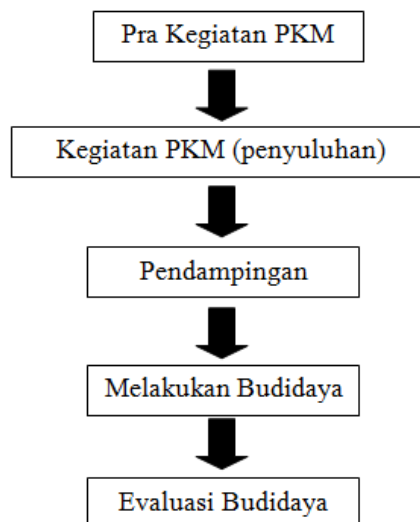 Pra Kegiatan PKM
Kegiatan PKM (penyuluhan)
Pendampingan
Melakukan Budidaya
Evaluasi Budidaya